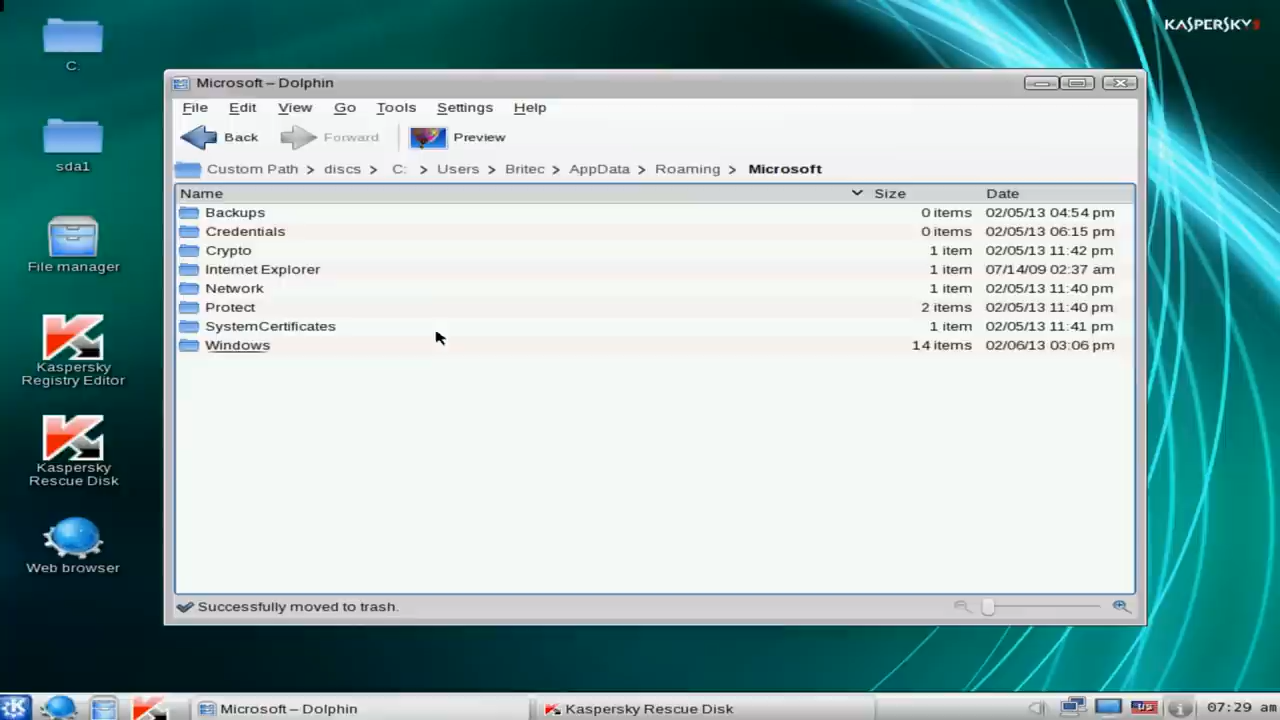 KASPERSKY
C:
sda1
File manager
Kaspersky
Registry Editor
Kaspersky
Rescue Disk
Web browser
Microsoft – Dolphin
File Edit View Go Tools Settings Help
Back Forward Preview
Custom Path > discs > C: > Users > Britec > AppData > Roaming > Microsoft
Name Size Date
Backups 0 items 02/05/13 04:54 pm
Credentials 0 items 02/05/13 06:15 pm
Crypto 1 item 02/05/13 11:42 pm
Internet Explorer 1 item 07/14/09 02:37 am
Network 1 item 02/05/13 11:40 pm
Protect 2 items 02/05/13 11:40 pm
SystemCertificates 1 item 02/05/13 11:41 pm
Windows 14 items 02/06/13 03:06 pm
Successfully moved to trash.
Microsoft – Dolphin Kaspersky Rescue Disk US 07:29 am